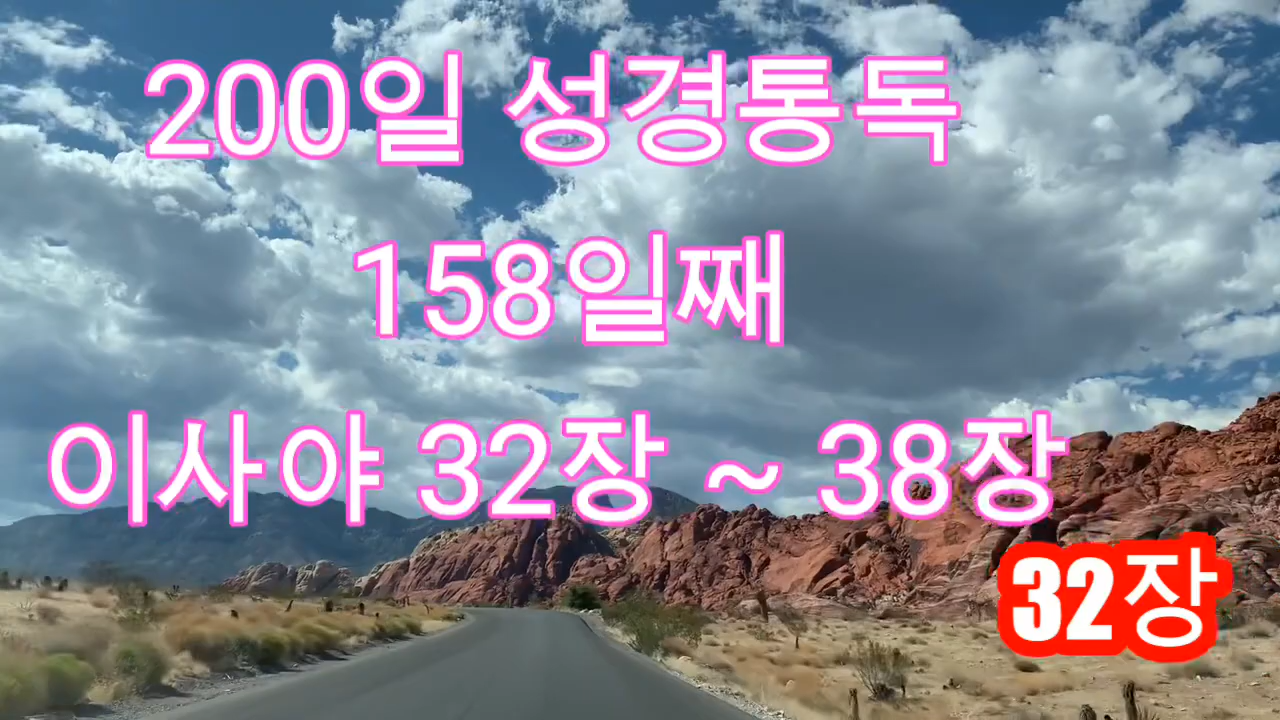 200일 성경통독
158일째
이사야 32장 ~ 38장
32장